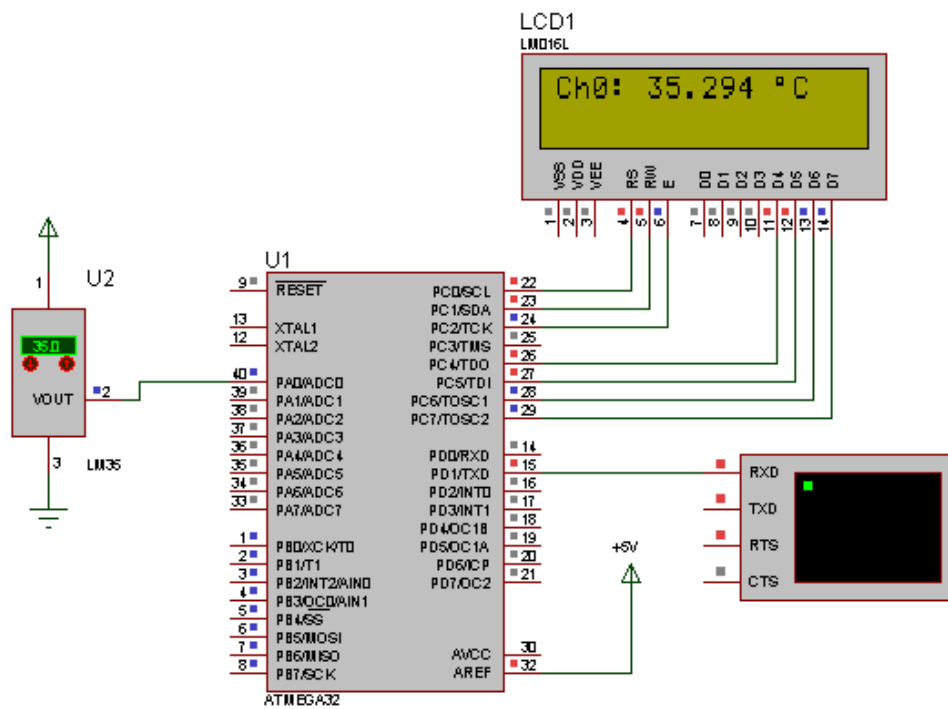 LCD1
LM016L
Ch0: 35.294 °C
VSS VDD VEE RS RW E D0 D1 D2 D3 D4 D5 D6 D7
1 2 3 4 5 6 7 8 9 10 11 12 13 14
U2
1
35.0
VOUT
2
3
LM35
U1
9 RESET PC0/SCL 22
PC1/SDA 23
13 XTAL1 PC2/TCK 24
12 XTAL2 PC3/TMS 25
PC4/TDO 26
40 PA0/ADC0 PC5/TDI 27
39 PA1/ADC1 PC6/TOSC1 28
38 PA2/ADC2 PC7/TOSC2 29
37 PA3/ADC3
36 PA4/ADC4 PD0/RXD 14
35 PA5/ADC5 PD1/TXD 15
34 PA6/ADC6 PD2/INT0 16
33 PA7/ADC7 PD3/INT1 17
PD4/OC1B 18
1 PB0/XCK/T0 PD5/OC1A 19
2 PB1/T1 PD6/ICP 20
3 PB2/INT2/AIN0 PD7/OC2 21
4 PB3/OC0/AIN1
5 PB4/SS
6 PB5/MOSI
7 PB6/MISO AVCC 30
8 PB7/SCK AREF 32
ATMEGA32
+5V
RXD
TXD
RTS
CTS